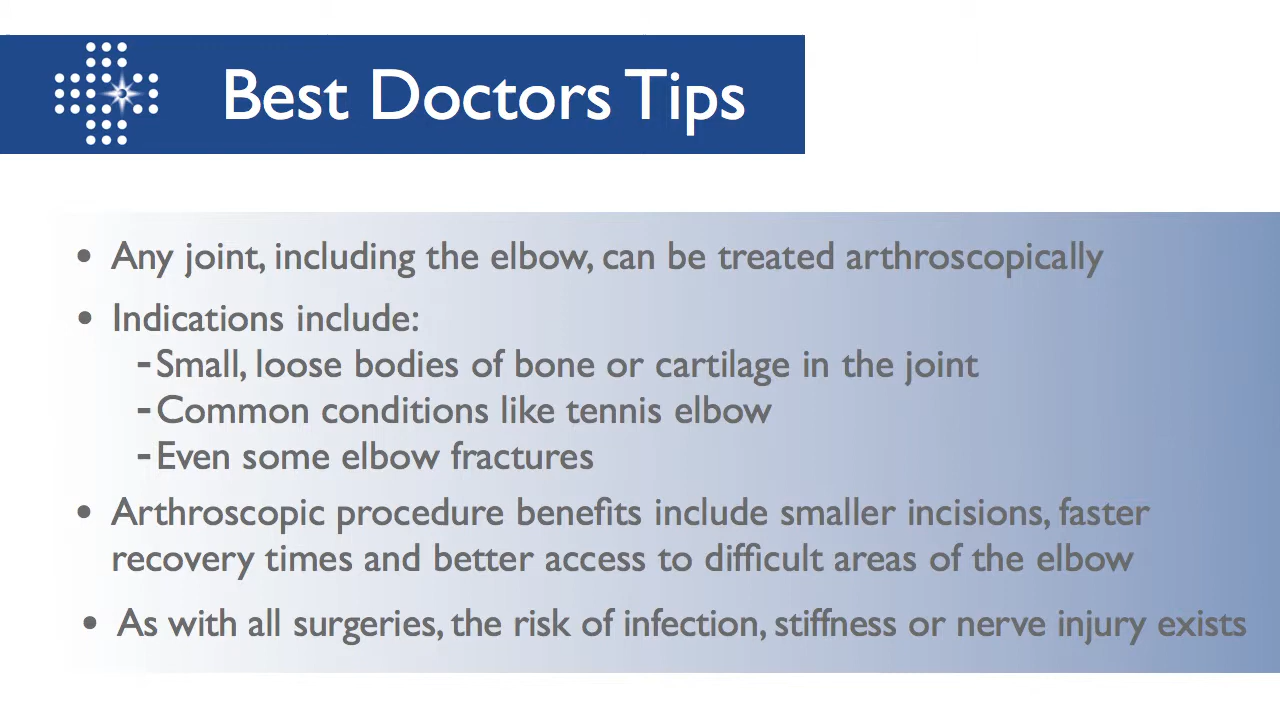 Best Doctors Tips
• Any joint, including the elbow, can be treated arthroscopically
• Indications include:
-Small, loose bodies of bone or cartilage in the joint
-Common conditions like tennis elbow
-Even some elbow fractures
• Arthroscopic procedure benefits include smaller incisions, faster
recovery times and better access to difficult areas of the elbow
• As with all surgeries, the risk of infection, stiffness or nerve injury exists